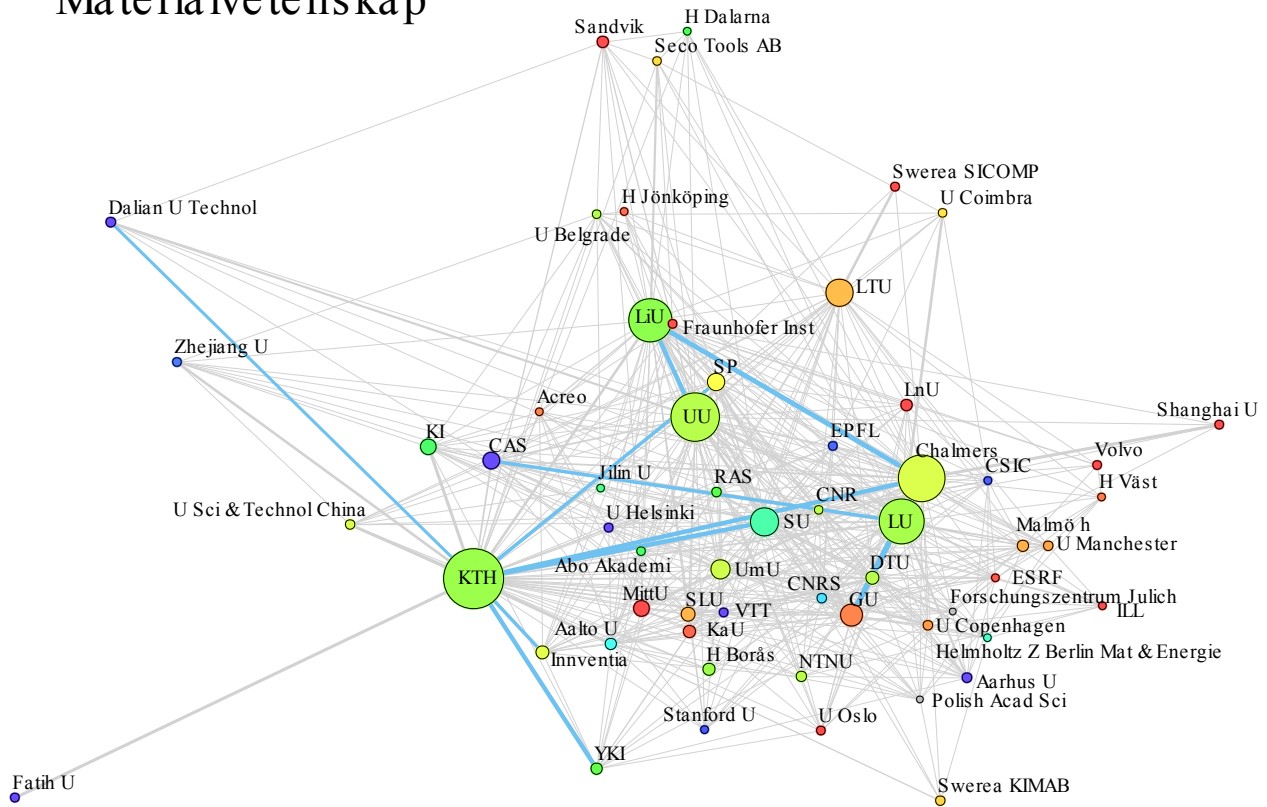 Materialvetenskap
H Dalarna
Sandvik
Seco Tools AB
Swerea SICOMP
U Coimbra
H Jönköping
Dalian U Technol
U Belgrade
LTU
LiU
Fraunhofer Inst
Zhejiang U
SP
LnU
Acreo
UU
Shanghai U
KI
EPFL
CAS
Chalmers
Volvo
CSIC
Jilin U
RAS
H Väst
CNR
U Sci & Technol China
U Helsinki
SU
LU
Malmö h
U Manchester
Abo Akademi
DTU
KTH
UmU
ESRF
CNRS
MittU
Forschungszentrum Julich
SLU
VTT
GU
ILL
U Copenhagen
Aalto U
KaU
Helmholtz Z Berlin Mat & Energie
Innventia
H Borås
NTNU
Aarhus U
Polish Acad Sci
Stanford U
U Oslo
YKI
Fatih U
Swerea KIMAB